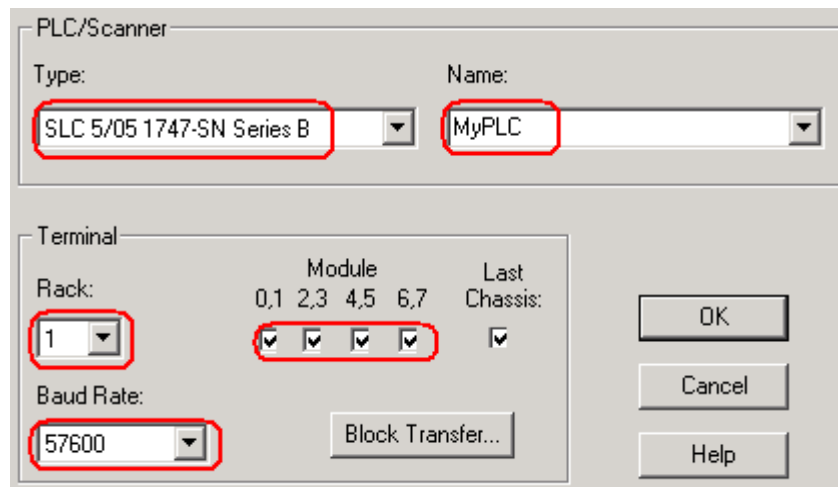 PLC/Scanner
Type: Name:
SLC 5/05 1747-SN Series B MyPLC
Terminal
Module Last
Rack: 0,1 2,3 4,5 6,7 Chassis:
1
OK
Baud Rate:
Cancel
57600 Block Transfer...
Help